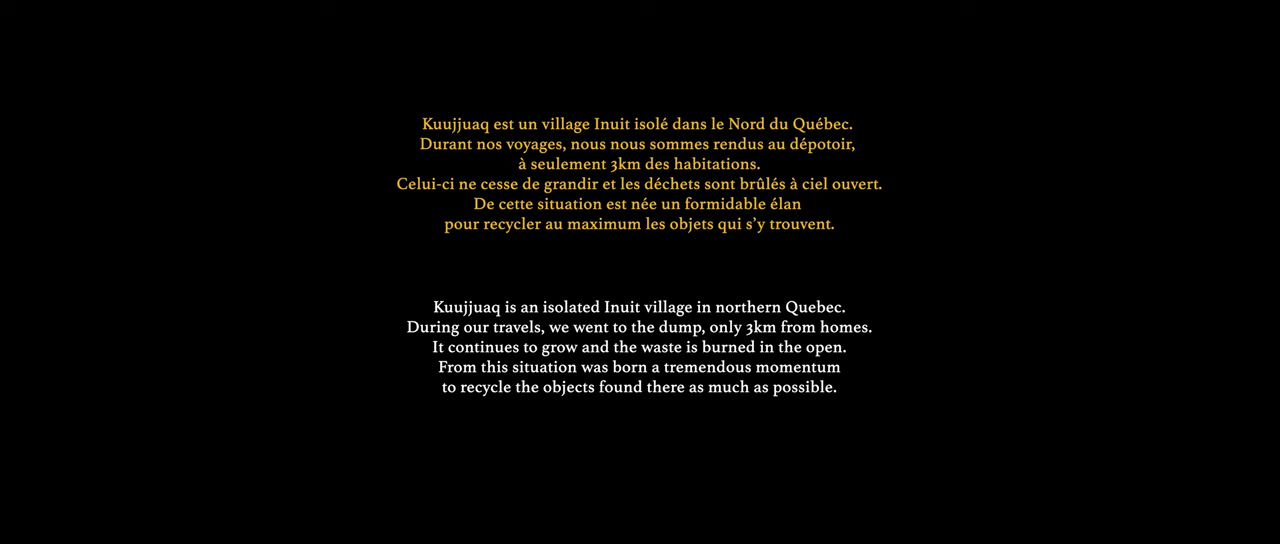 Kuujjuaq est un village Inuit isolé dans le Nord du Québec.
Durant nos voyages, nous nous sommes rendus au dépotoir,
à seulement 3km des habitations.
Celui-ci ne cesse de grandir et les déchets sont brûlés à ciel ouvert.
De cette situation est née un formidable élan
pour recycler au maximum les objets qui s’y trouvent.
Kuujjuaq is an isolated Inuit village in northern Quebec.
During our travels, we went to the dump, only 3km from homes.
It continues to grow and the waste is burned in the open.
From this situation was born a tremendous momentum
to recycle the objects found there as much as possible.